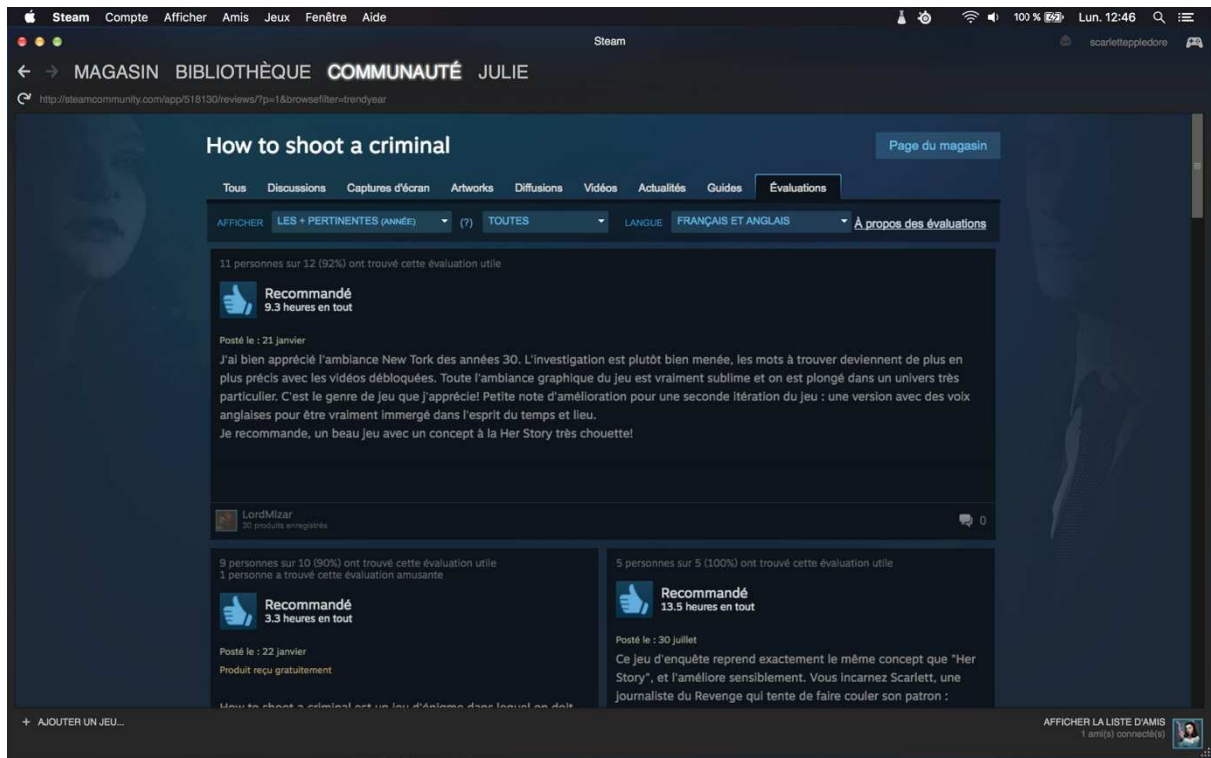 Steam Compte Afficher Amis Jeux Fenêtre Aide 100 % Lun. 12:46
Steam scarletteppledore
MAGASIN BIBLIOTHÈQUE COMMUNAUTÉ JULIE
http://steamcommunity.com/app/518130/reviews/?p=1&browsefilter=trendyear
How to shoot a criminal Page du magasin
Tous Discussions Captures d'écran Artworks Diffusions Vidéos Actualités Guides Évaluations
AFFICHER LES + PERTINENTES (ANNÉE) (?) TOUTES LANGUE FRANÇAIS ET ANGLAIS À propos des évaluations
11 personnes sur 12 (92%) ont trouvé cette évaluation utile
Recommandé
9.3 heures en tout
Posté le : 21 janvier
J'ai bien apprécié l'ambiance New Tork des années 30. L'investigation est plutôt bien menée, les mots à trouver deviennent de plus en
plus précis avec les vidéos débloquées. Toute l'ambiance graphique du jeu est vraiment sublime et on est plongé dans un univers très
particulier. C'est le genre de jeu que j'apprécie! Petite note d'amélioration pour une seconde itération du jeu : une version avec des voix
anglaises pour être vraiment immergé dans l'esprit du temps et lieu.
Je recommande, un beau jeu avec un concept à la Her Story très chouette!
LordMizar
30 produits enregistrés
0
9 personnes sur 10 (90%) ont trouvé cette évaluation utile
1 personne a trouvé cette évaluation amusante
Recommandé
3.3 heures en tout
Posté le : 22 janvier
Produit reçu gratuitement
How to shoot a criminal est un jeu d'énigme dans lequel on doit
5 personnes sur 5 (100%) ont trouvé cette évaluation utile
Recommandé
13.5 heures en tout
Posté le : 30 juillet
Ce jeu d'enquête reprend exactement le même concept que "Her
Story", et l'améliore sensiblement. Vous incarnez Scarlett, une
journaliste du Revenge qui tente de faire couler son patron :
+ AJOUTER UN JEU...
AFFICHER LA LISTE D'AMIS
1 ami(s) connecté(s)